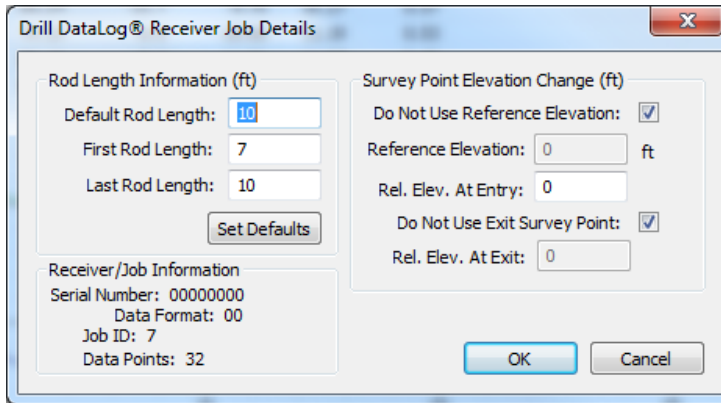 Drill DataLog® Receiver Job Details
Rod Length Information (ft)
Default Rod Length: 10
First Rod Length: 7
Last Rod Length: 10
Set Defaults
Receiver/Job Information
Serial Number: 00000000
Data Format: 00
Job ID: 7
Data Points: 32
Survey Point Elevation Change (ft)
Do Not Use Reference Elevation:
Reference Elevation: 0 ft
Rel. Elev. At Entry: 0
Do Not Use Exit Survey Point:
Rel. Elev. At Exit: 0
OK Cancel